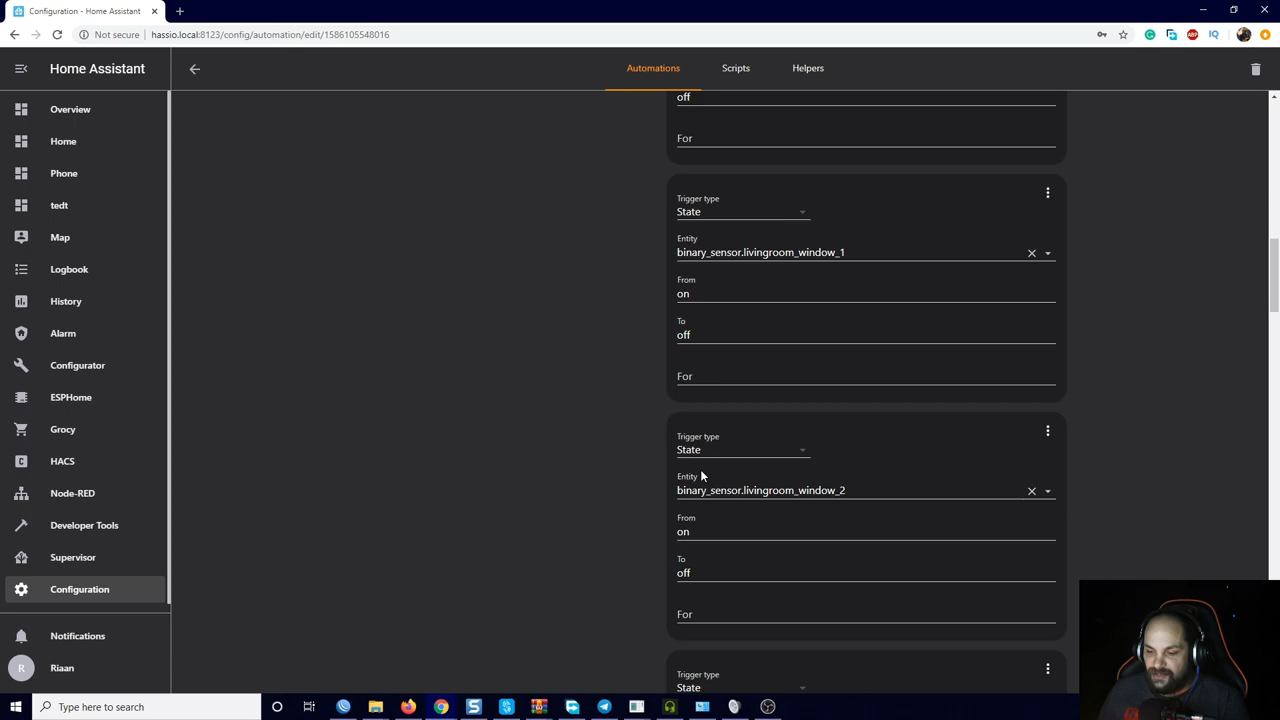 Configuration - Home Assistant
Not secure
hassio.local:8123/config/automation/edit/1586105548016
Home Assistant
Automations
Scripts
Helpers
Overview
Home
Phone
tedt
Map
Logbook
History
Alarm
Configurator
ESPHome
Grocy
HACS
Node-RED
Developer Tools
Supervisor
Configuration
Notifications
R
Riaan
off
For
Trigger type
State
Entity
binary_sensor.livingroom_window_1
From
on
To
off
For
Trigger type
State
Entity
binary_sensor.livingroom_window_2
From
on
To
off
For
Trigger type
State
Type here to search
ABP
IQ